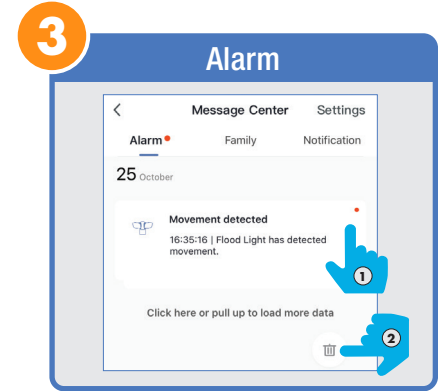 3
Alarm
Message Center Settings
Alarm Family Notification
25 October
Movement detected
16:35:16 | Flood Light has detected
movement.
1
Click here or pull up to load more data
2